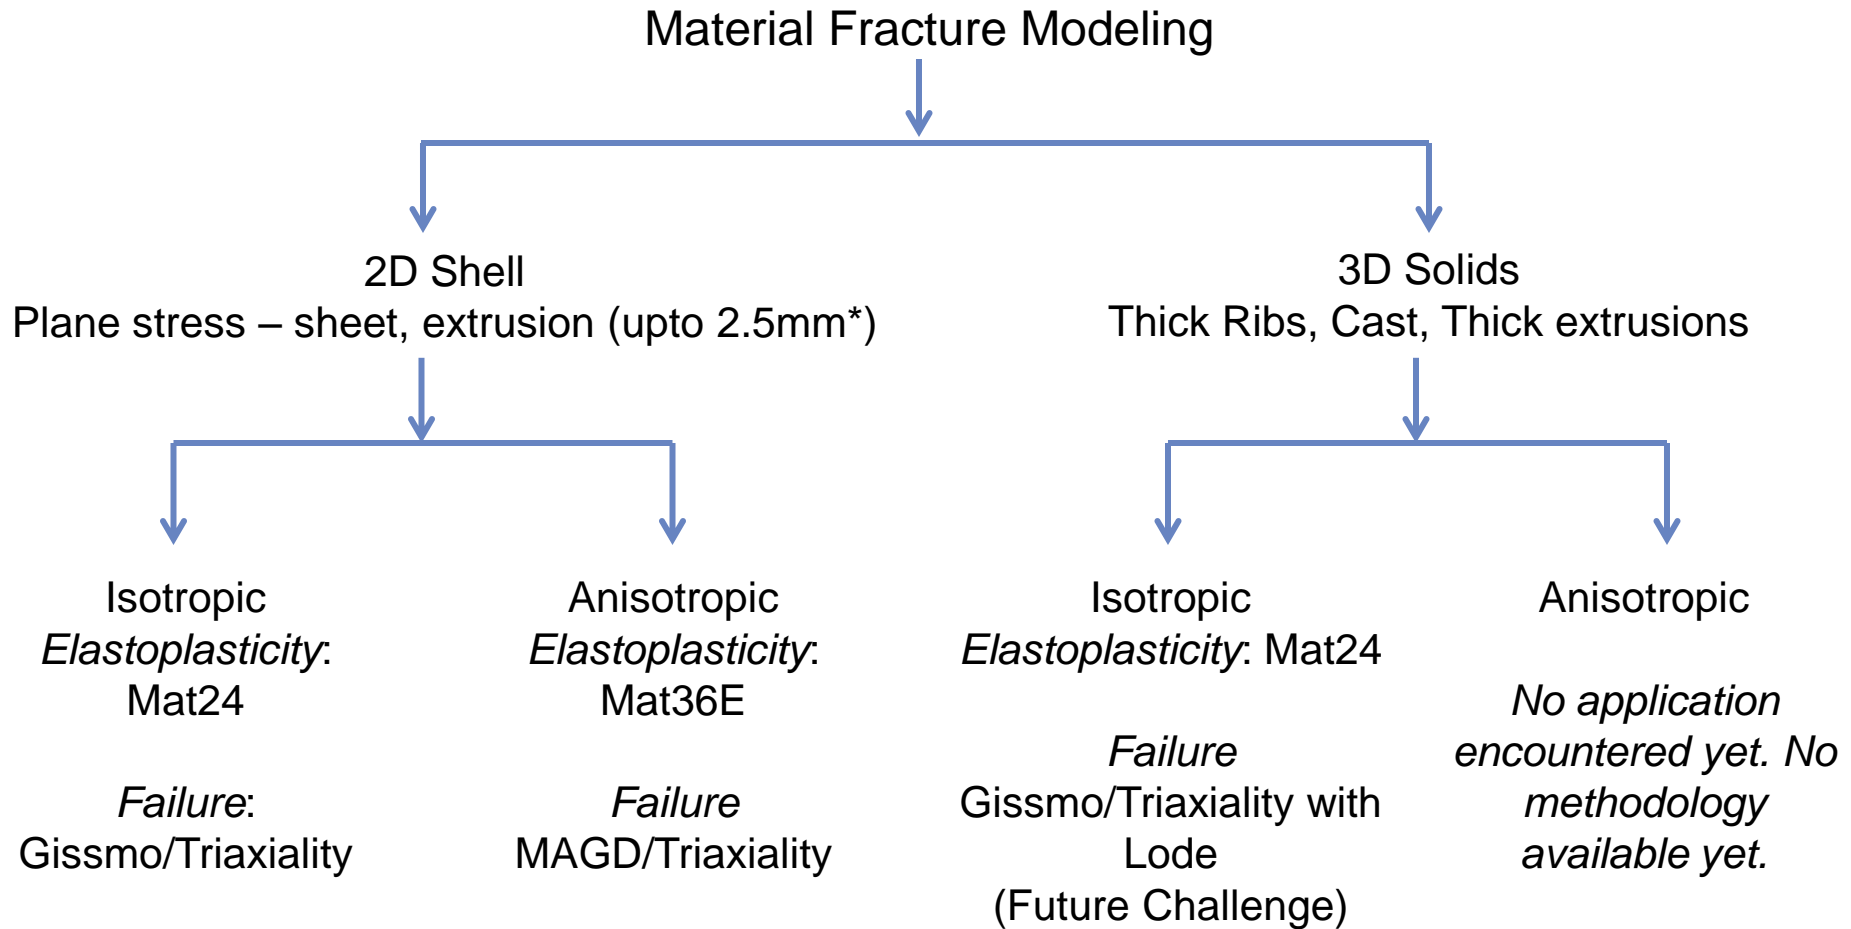 Material Fracture Modeling
2D Shell
Plane stress – sheet, extrusion (upto 2.5mm*)
3D Solids
Thick Ribs, Cast, Thick extrusions
Isotropic
Elastoplasticity:
Mat24
Failure:
Gissmo/Triaxiality
Anisotropic
Elastoplasticity:
Mat36E
Failure
MAGD/Triaxiality
Isotropic
Elastoplasticity: Mat24
Failure
Gissmo/Triaxiality with
Lode
(Future Challenge)
Anisotropic
No application
encountered yet. No
methodology
available yet.